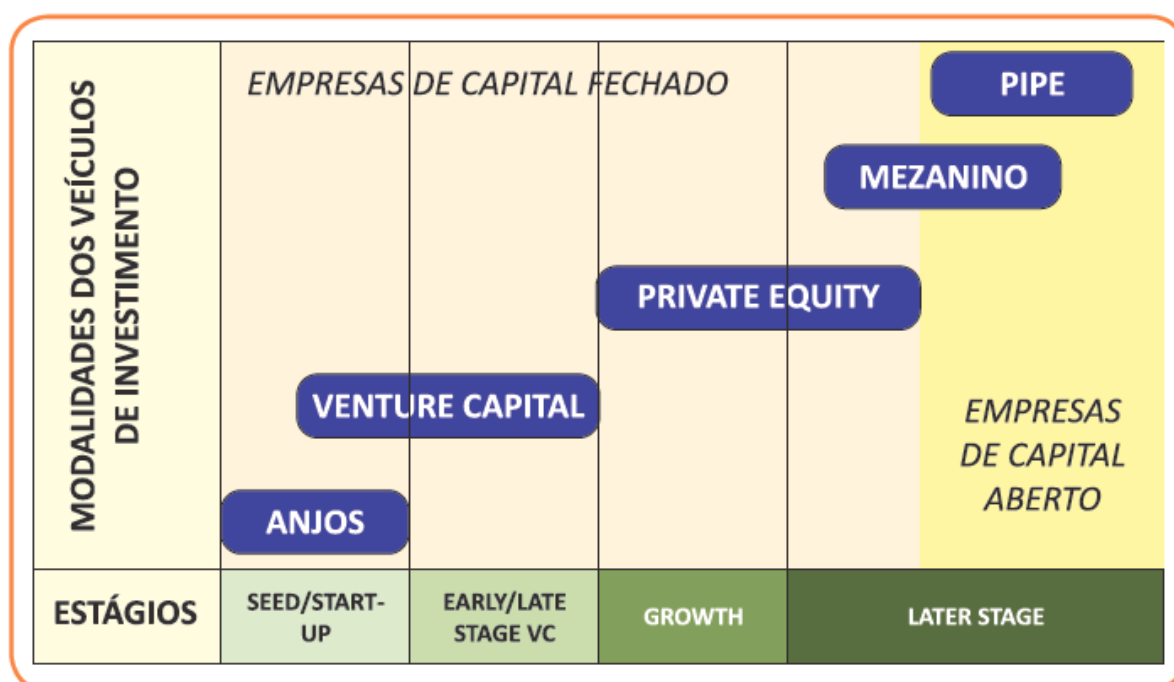 MODALIDADES DOS VEÍCULOS
DE INVESTIMENTO
EMPRESAS DE CAPITAL FECHADO
PIPE
MEZANINO
PRIVATE EQUITY
VENTURE CAPITAL
EMPRESAS
DE CAPITAL
ABERTO
ANJOS
ESTÁGIOS
SEED/START-
UP
EARLY/LATE
STAGE VC
GROWTH
LATER STAGE